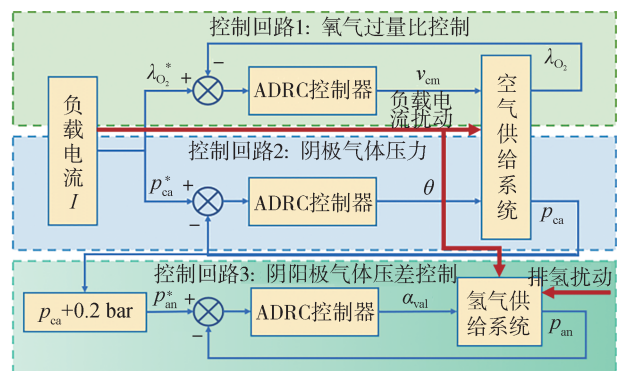 控制回路1: 氧气过量比控制
λO₂*
+
−
ADRC控制器
vcm
λO₂
负载电流 I
负载电
流扰动
空气供给系统
控制回路2: 阴极气体压力
pca*
+
−
ADRC控制器
θ
pca
控制回路3: 阴阳极气体压差控制
排氢扰动
pca+0.2 bar
pan*
+
−
ADRC控制器
αval
氢气供
给系统
pan